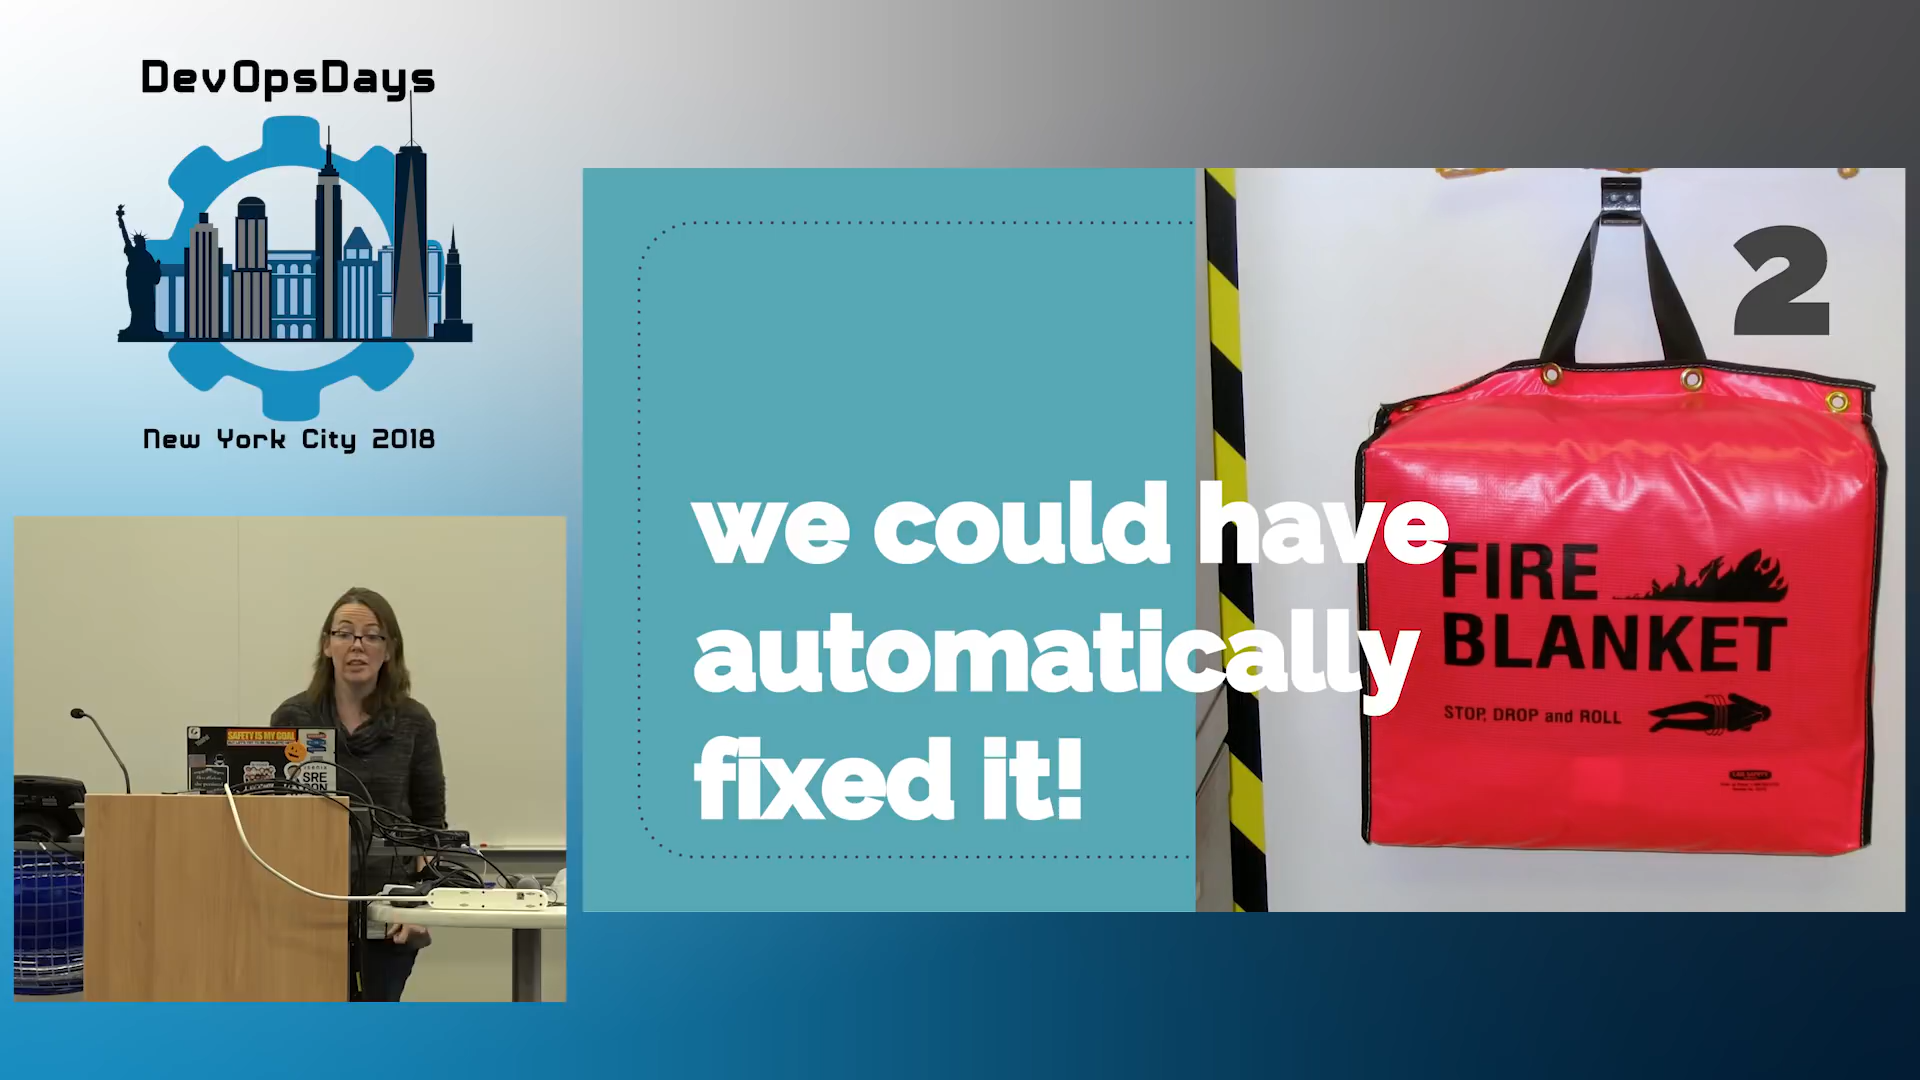 DevOpsDays
New York City 2018
SAFETY IS MY GOAL
SRE
2
we could have
automatically
fixed it!
FIRE
BLANKET
STOP, DROP and ROLL